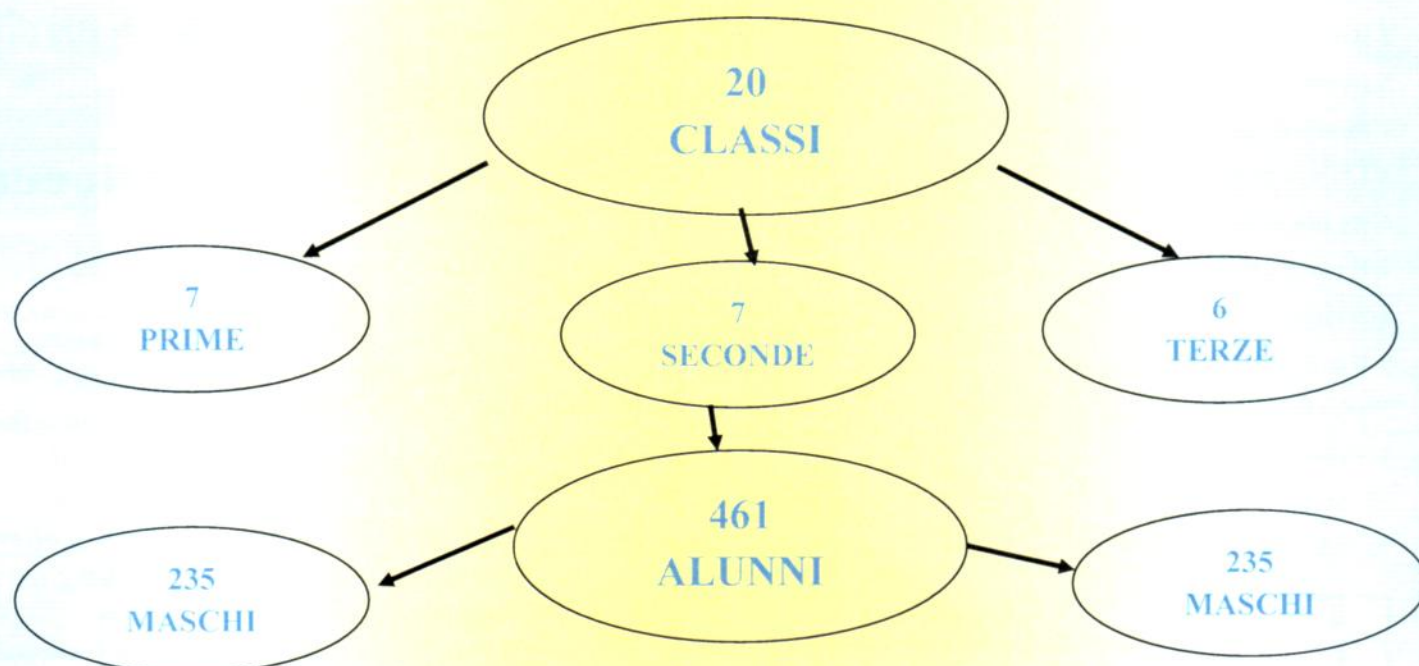 20
CLASSI
7
PRIME
7
SECONDE
6
TERZE
461
ALUNNI
235
MASCHI
235
MASCHI